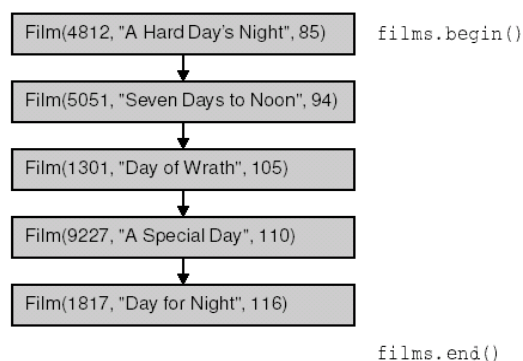 Film(4812, "A Hard Day's Night", 85) films.begin()
Film(5051, "Seven Days to Noon", 94)
Film(1301, "Day of Wrath", 105)
Film(9227, "A Special Day", 110)
Film(1817, "Day for Night", 116)
films.end()